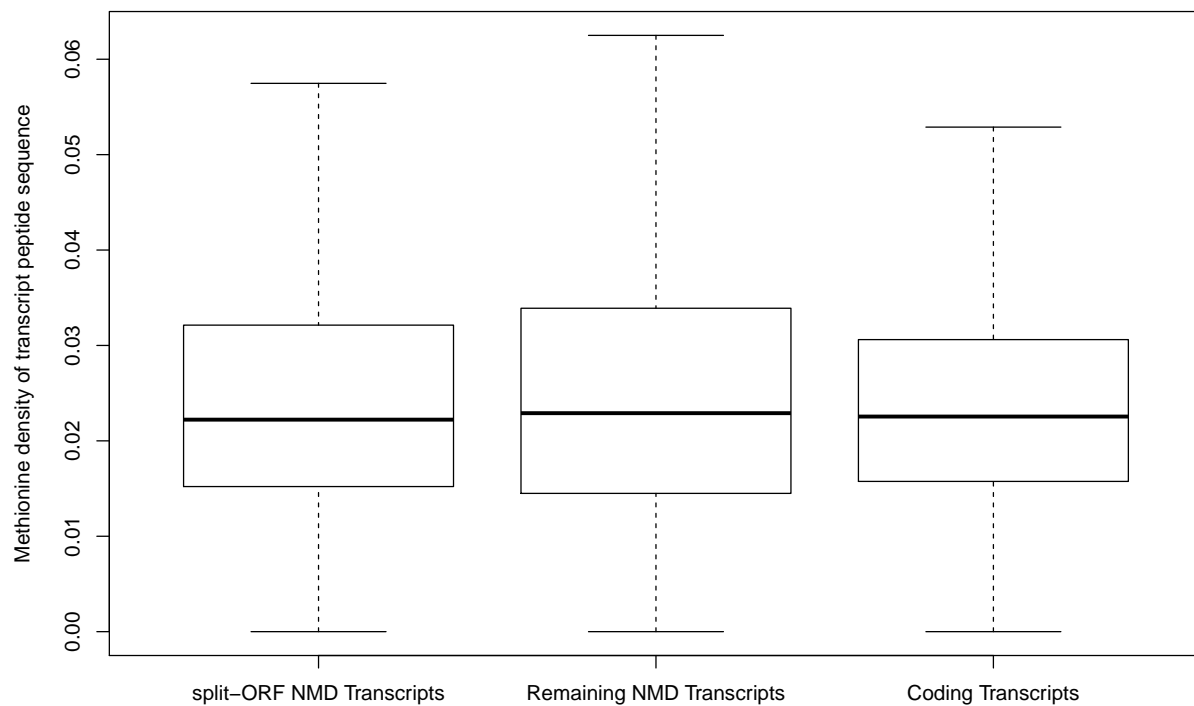 Methionine density of transcript peptide sequence
0.06
0.05
0.04
0.03
0.02
0.01
0.00
split−ORF NMD Transcripts
Remaining NMD Transcripts
Coding Transcripts